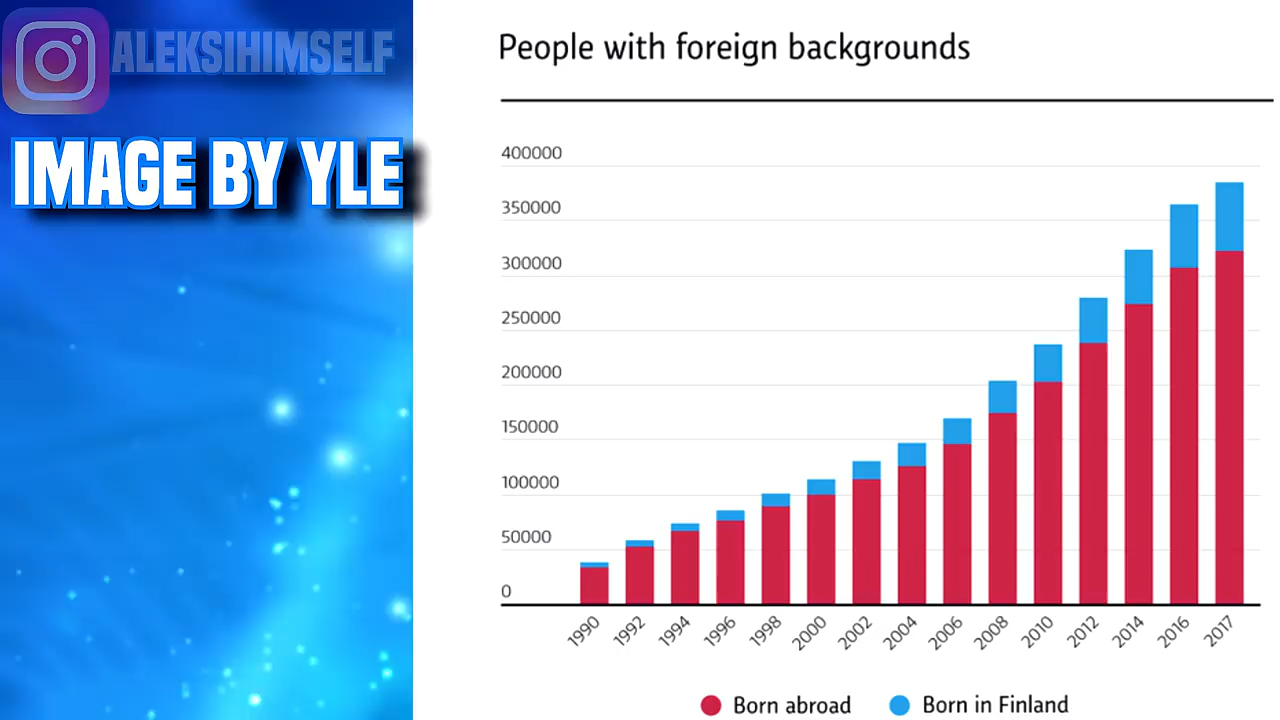 ALEKSIHIMSELF
IMAGE BY YLE
People with foreign backgrounds
400000
350000
300000
250000
200000
150000
100000
50000
0
1990 1992 1994 1996 1998 2000 2002 2004 2006 2008 2010 2012 2014 2016 2017
Born abroad Born in Finland